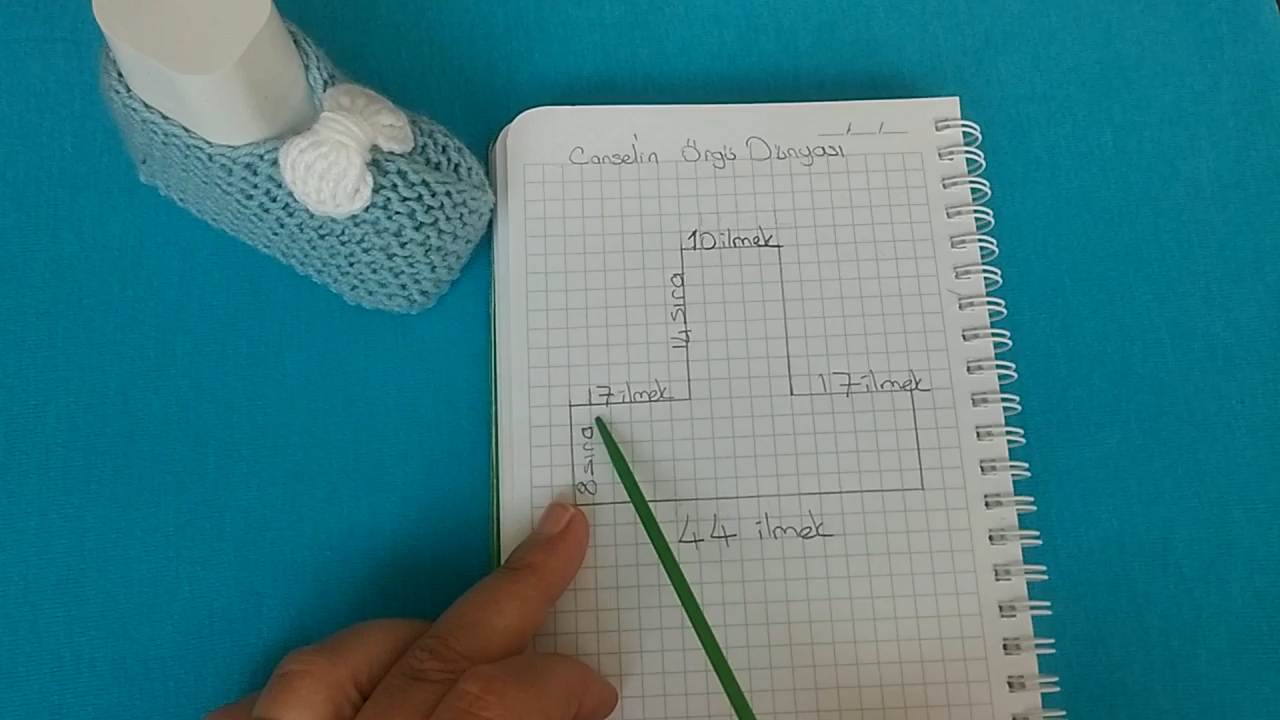 Canselin Örgü Dünyası
10 ilmek
14 sıra
17 ilmek
17 ilmek
8 sıra
44 ilmek